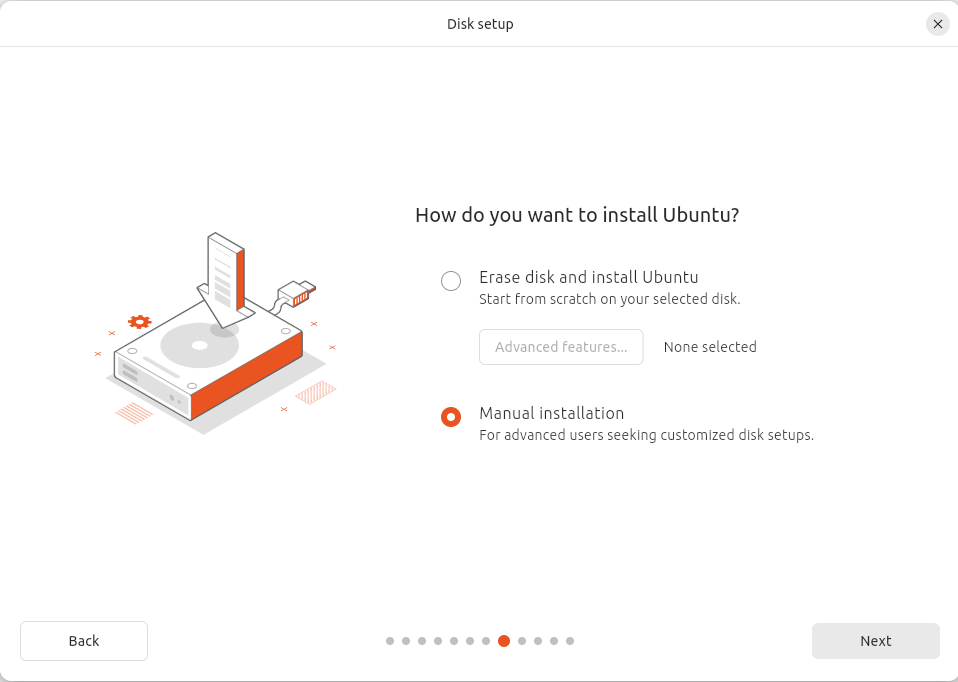 Disk setup
How do you want to install Ubuntu?
Erase disk and install Ubuntu
Start from scratch on your selected disk.
Advanced features... None selected
Manual installation
For advanced users seeking customized disk setups.
Back Next